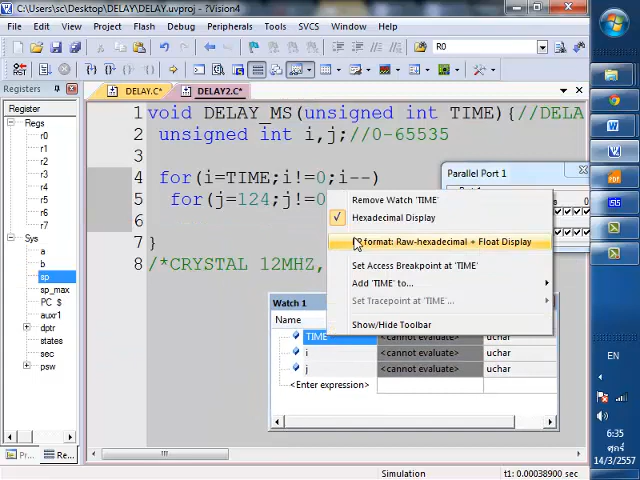 C:\Users\sc\Desktop\DELAY\DELAY.uvproj - ?Vision4
File Edit View Project Flash Debug Peripherals Tools SVCS Window Help
R0
Registers
DELAY.C*
DELAY2.C*
Register
Regs
r0
r1
r2
r3
r4
r5
r6
r7
Sys
a
b
sp
sp_max
PC $
auxr1
dptr
states
sec
psw
1 void DELAY_MS(unsigned int TIME){//DELA
2 unsigned int i,j;//0-65535
3
4 for(i=TIME;i!=0;i--)
5 for(j=124;j!=0
6
7 }
8 /*CRYSTAL 12MHZ,
Parallel Port 1
Remove Watch 'TIME'
Hexadecimal Display
format: Raw-hexadecimal + Float Display
Set Access Breakpoint at 'TIME'
Add 'TIME' to...
Set Tracepoint at 'TIME'...
Show/Hide Toolbar
Watch 1
Name
TIME <cannot evaluate> uchar
i <cannot evaluate> uchar
j <cannot evaluate> uchar
<Enter expression>
Pr...
Re...
Simulation
t1: 0.00038900 sec
EN
6:35
ศุกร์
14/3/2557